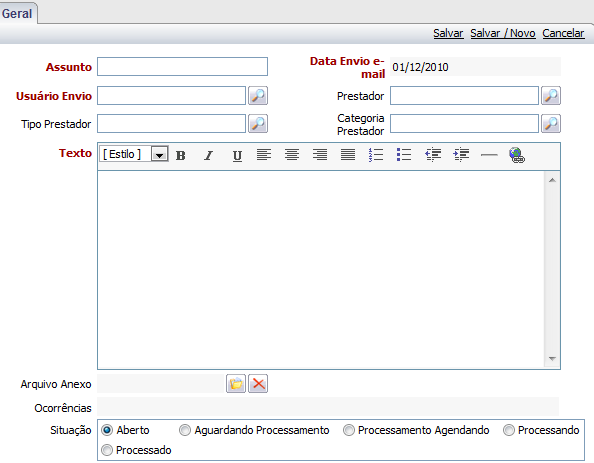 Geral
Salvar Salvar / Novo Cancelar
Assunto
Data Envio e-
mail 01/12/2010
Usuário Envio
Prestador
Tipo Prestador
Categoria
Prestador
Texto [ Estilo ] B I U
Arquivo Anexo
Ocorrências
Situação Aberto Aguardando Processamento Processamento Agendando Processando
Processado